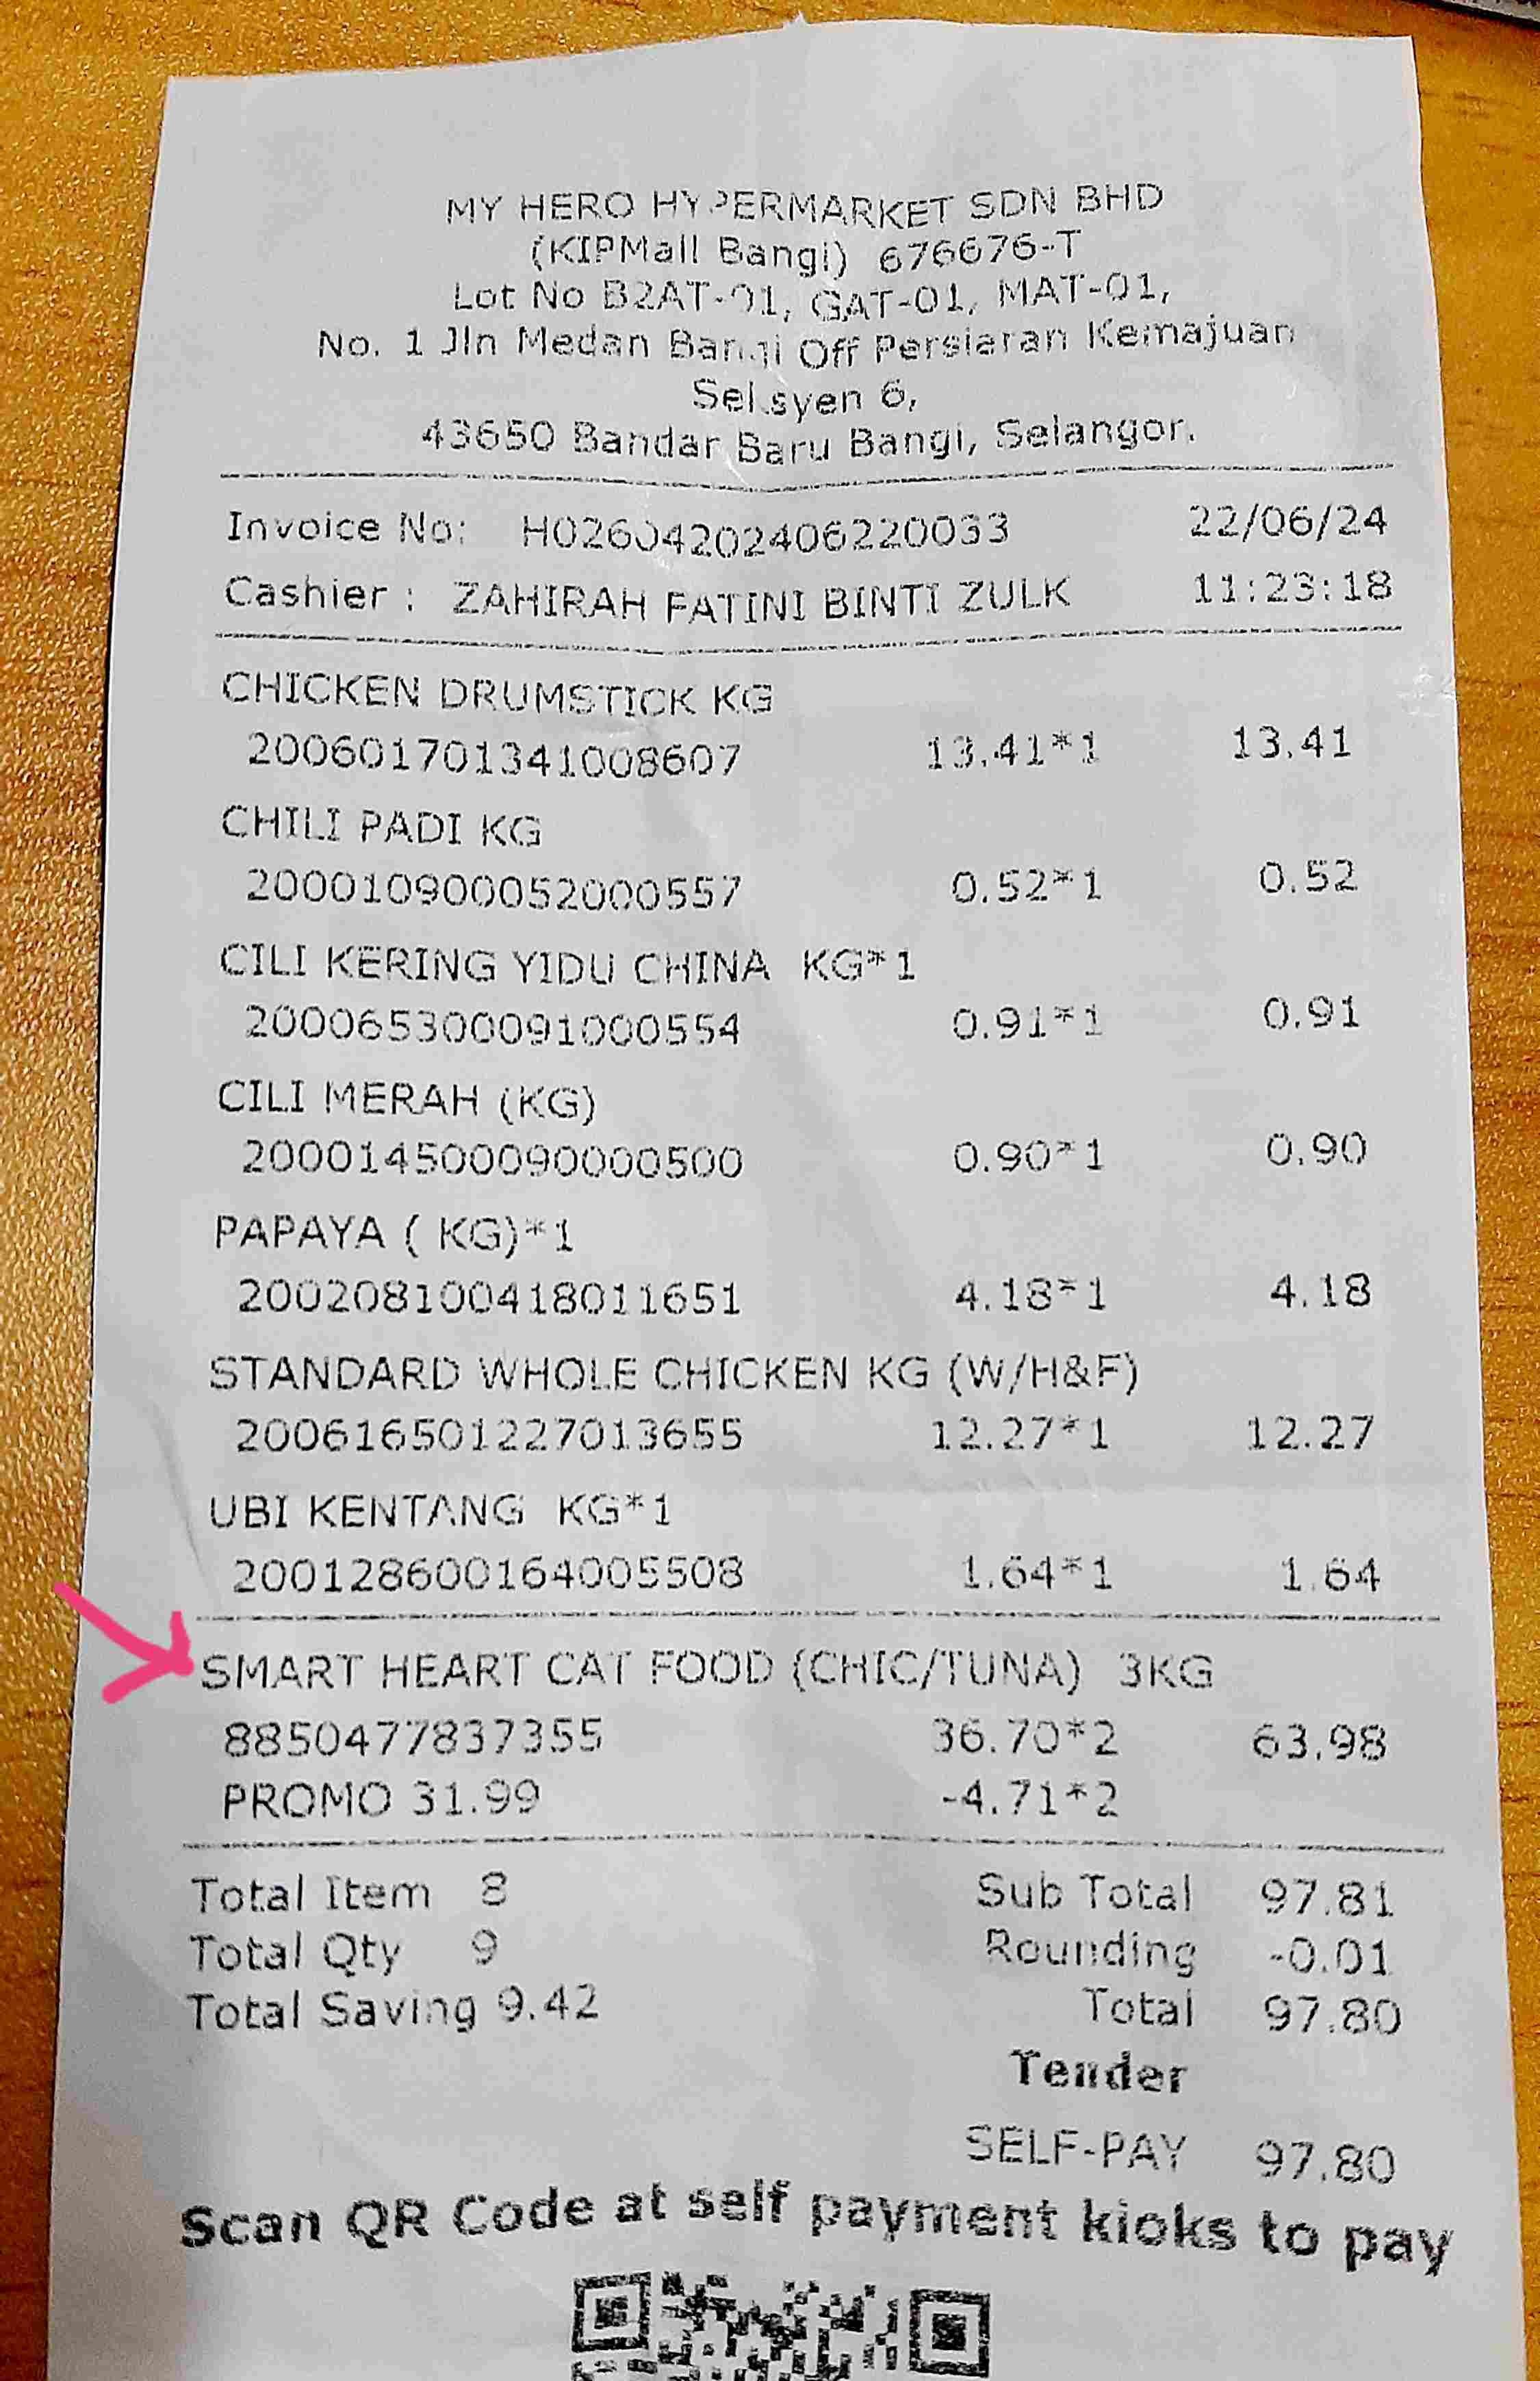 MY HERO HYPERMARKET SDN BHD
(KIPMall Bangi) 676676-T
Lot No B2AT-01, GAT-01, MAT-01,
No. 1 Jln Medan Bangi Off Persiaran Kemajuan
Seksyen 6,
43650 Bandar Baru Bangi, Selangor.
Invoice No: H02604202406220033 22/06/24
Cashier : ZAHIRAH FATINI BINTI ZULK 11:23:18
CHICKEN DRUMSTICK KG
200601701341008607 13.41*1 13.41
CHILI PADI KG
200010900052000557 0.52*1 0.52
CILI KERING YIDU CHINA KG*1
200065300091000554 0.91*1 0.91
CILI MERAH (KG)
200014500090000500 0.90*1 0.90
PAPAYA ( KG)*1
200208100418011651 4.18*1 4.18
STANDARD WHOLE CHICKEN KG (W/H&F)
200616501227013655 12.27*1 12.27
UBI KENTANG KG*1
200128600164005508 1.64*1 1.64
SMART HEART CAT FOOD (CHIC/TUNA) 3KG
8850477837355 36.70*2 63.98
PROMO 31.99 -4.71*2
Total Item 8 Sub Total 97.81
Total Qty 9 Rounding -0.01
Total Saving 9.42 Total 97.80
Tender
SELF-PAY 97.80
Scan QR Code at self payment kioks to pay